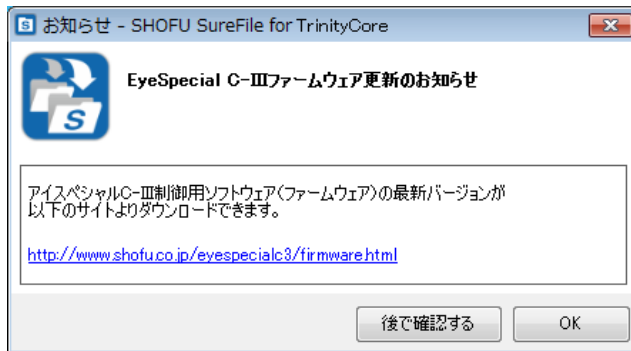 お知らせ - SHOFU SureFile for TrinityCore
S
EyeSpecial C-Ⅲファームウェア更新のお知らせ
アイスペシャルC-Ⅲ制御用ソフトウェア(ファームウェア)の最新バージョンが
以下のサイトよりダウンロードできます。
http://www.shofu.co.jp/eyespecialc3/firmware.html
後で確認する
OK